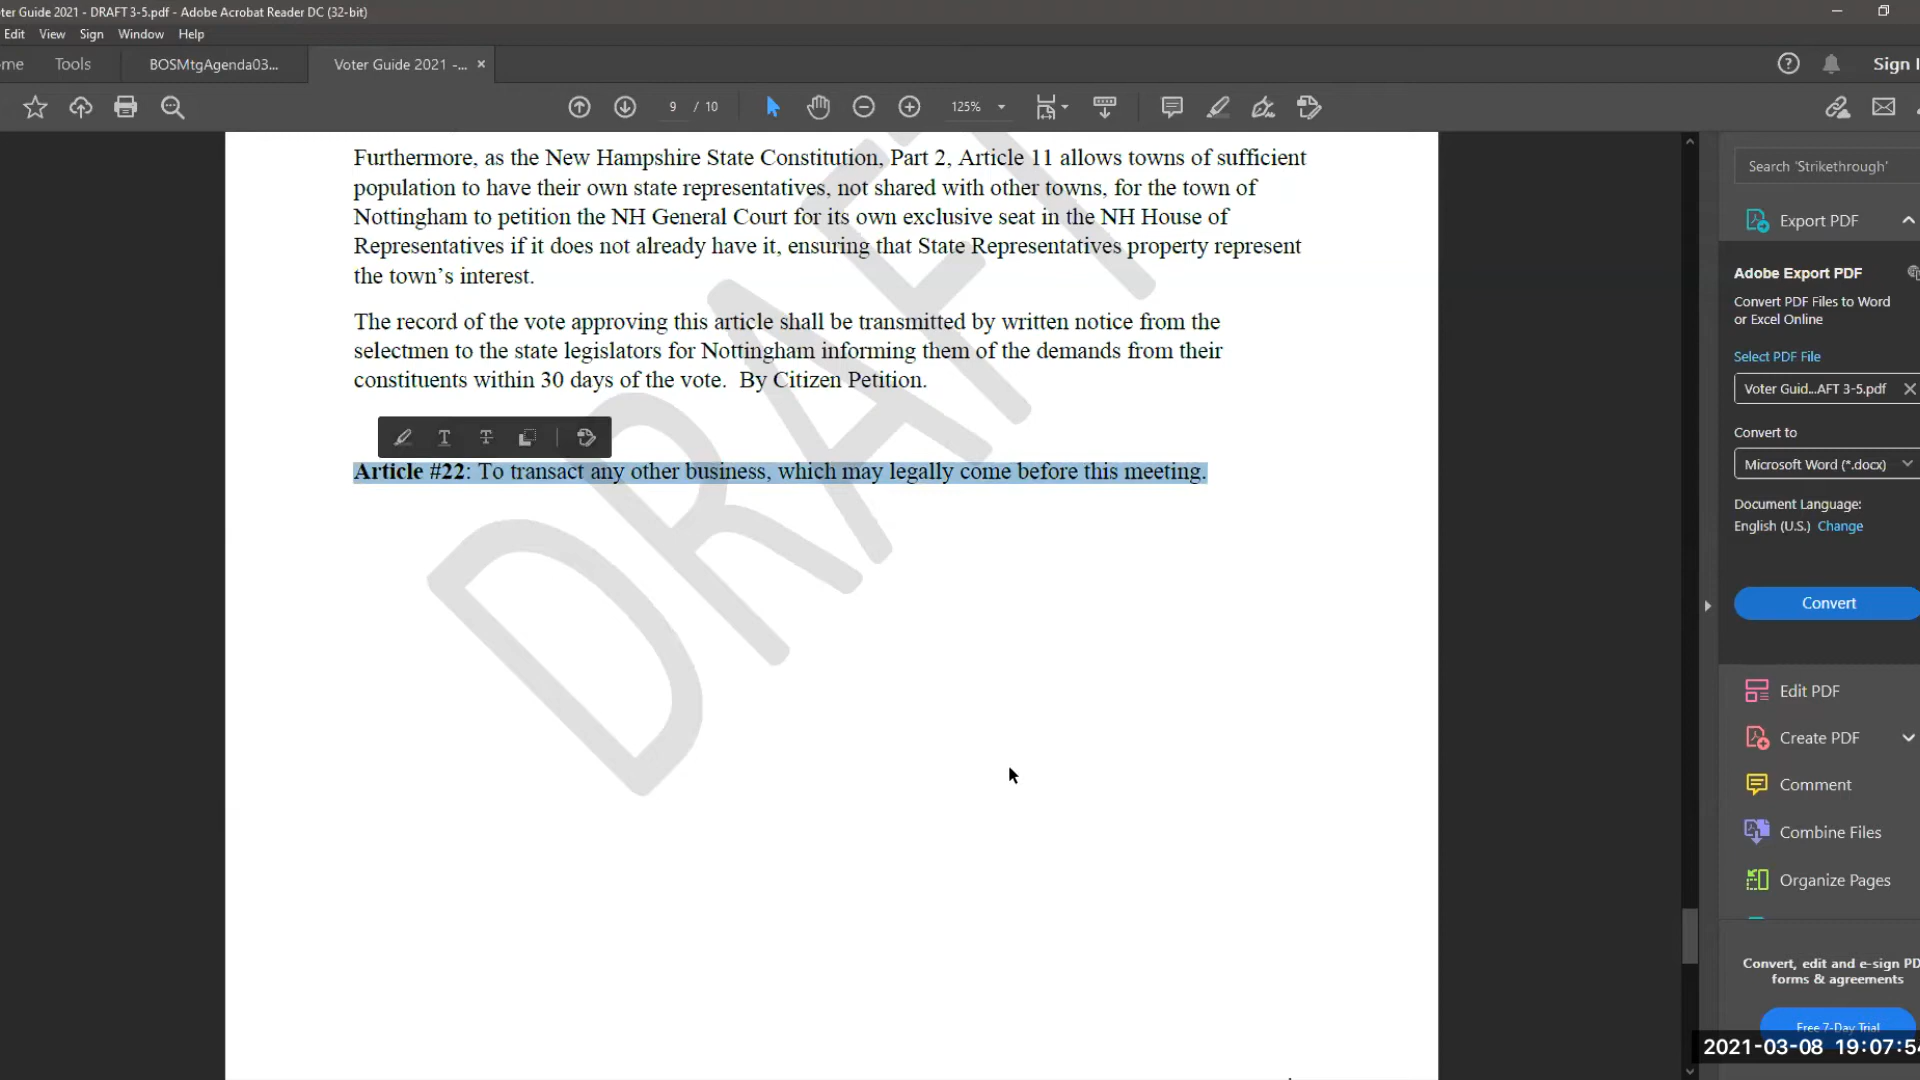 ter Guide 2021 - DRAFT 3-5.pdf - Adobe Acrobat Reader DC (32-bit)
Edit View Sign Window Help
me Tools BOSMtgAgenda03... Voter Guide 2021 -... × Sign I
9 / 10 125%
Furthermore, as the New Hampshire State Constitution, Part 2, Article 11 allows towns of sufficient
population to have their own state representatives, not shared with other towns, for the town of
Nottingham to petition the NH General Court for its own exclusive seat in the NH House of
Representatives if it does not already have it, ensuring that State Representatives property represent
the town's interest.
The record of the vote approving this article shall be transmitted by written notice from the
selectmen to the state legislators for Nottingham informing them of the demands from their
constituents within 30 days of the vote. By Citizen Petition.
Article #22: To transact any other business, which may legally come before this meeting.
DRAFT
Search 'Strikethrough'
Export PDF
Adobe Export PDF
Convert PDF Files to Word
or Excel Online
Select PDF File
Voter Guid...AFT 3-5.pdf
Convert to
Microsoft Word (*.docx)
Document Language:
English (U.S.) Change
Convert
Edit PDF
Create PDF
Comment
Combine Files
Organize Pages
Convert, edit and e-sign PD
forms & agreements
Free 7-Day Trial
2021-03-08 19:07:54